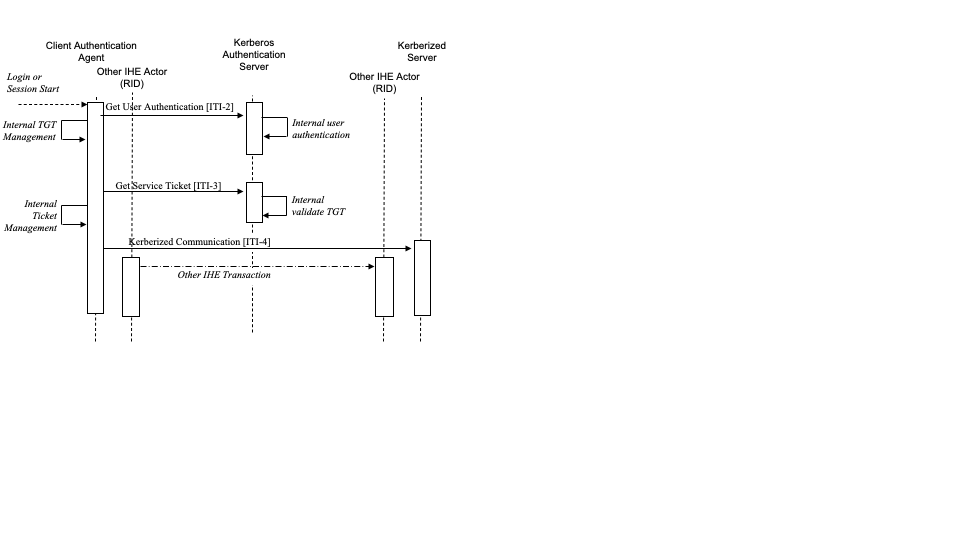 Client Authentication
Agent
Kerberos
Authentication
Server
Kerberized
Server
Other IHE Actor
(RID)
Other IHE Actor
(RID)
Login or
Session Start
Get User Authentication [ITI-2]
Internal TGT
Management
Internal user
authentication
Get Service Ticket [ITI-3]
Internal
Ticket
Management
Internal
validate TGT
Kerberized Communication [ITI-4]
Other IHE Transaction